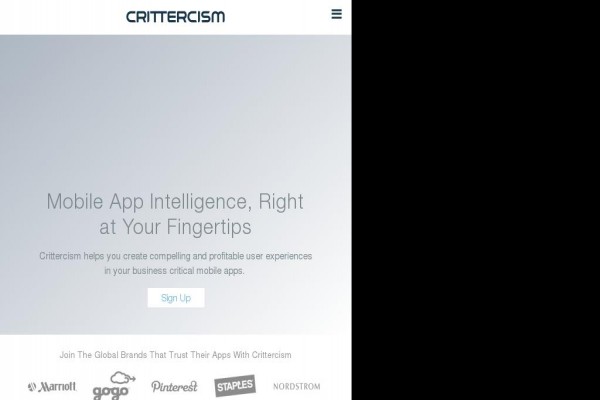 CRITTERCISM
Mobile App Intelligence, Right
at Your Fingertips
Crittercism helps you create compelling and profitable user experiences
in your business critical mobile apps.
Sign Up
Join The Global Brands That Trust Their Apps With Crittercism
Marriott gogo Pinterest STAPLES NORDSTROM